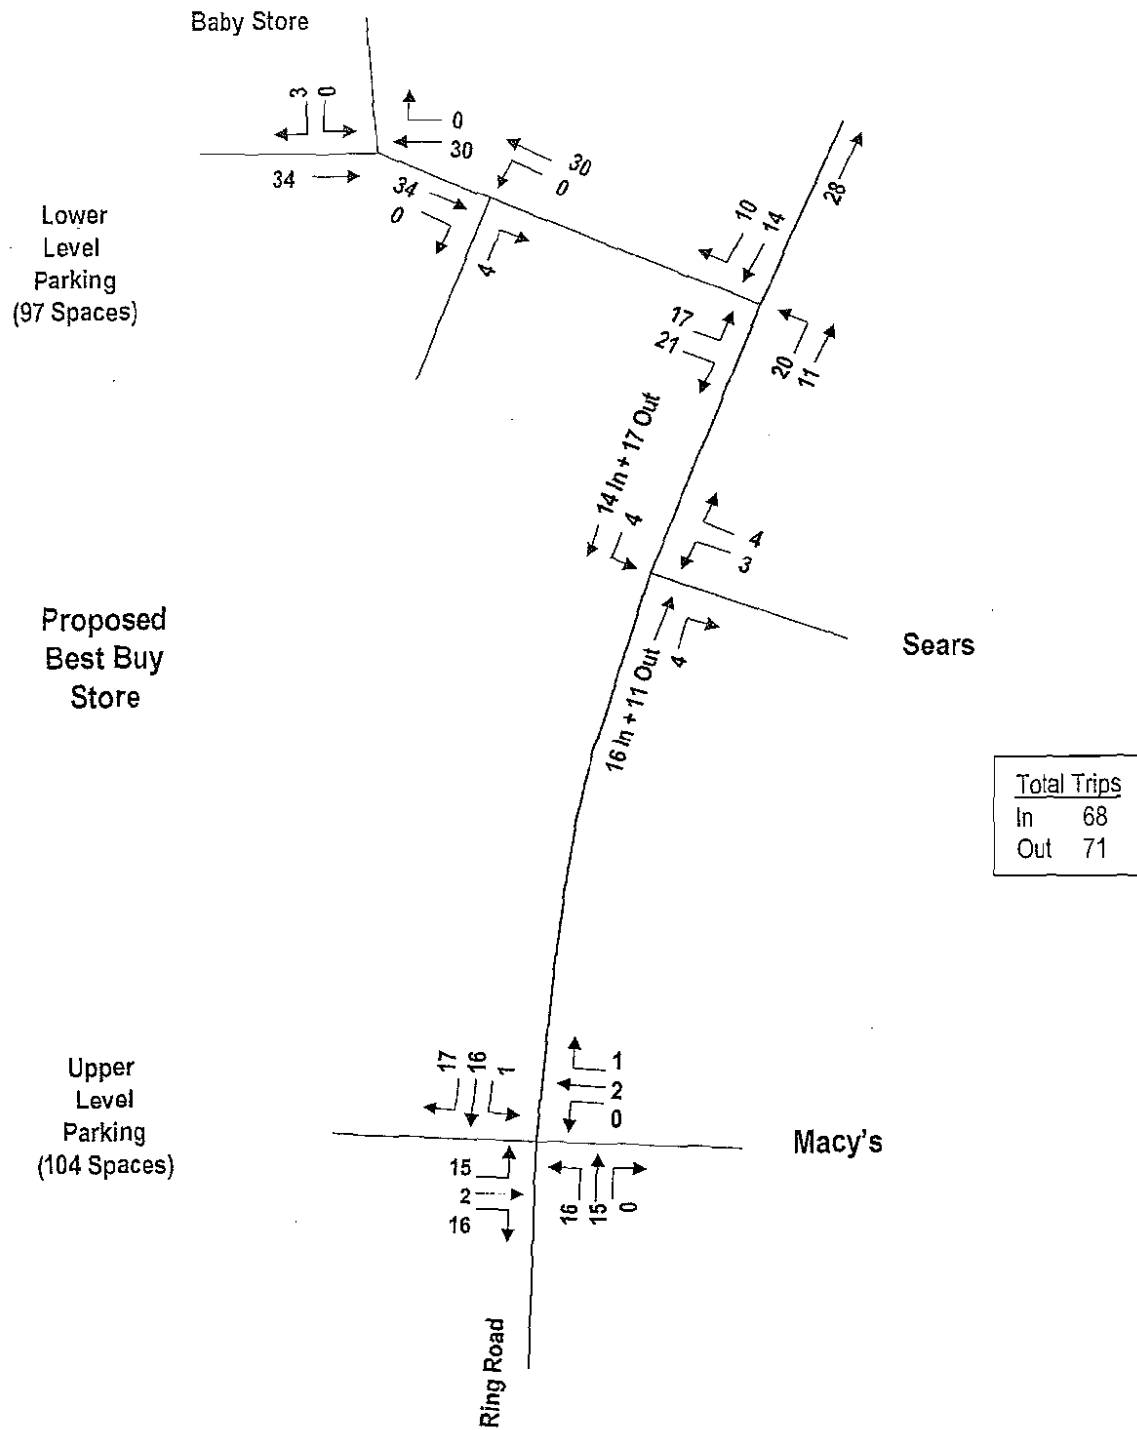 Baby Store
3
0
0
30
30
0
34
34
0
4
Lower
Level
Parking
(97 Spaces)
28
10
14
17
21
20
11
14 In + 17 Out
4
4
3
16 In + 11 Out
4
Proposed
Best Buy
Store
Sears
Total Trips
In 68
Out 71
17
16
1
1
2
0
Upper
Level
Parking
(104 Spaces)
Macy's
15
2
16
16
15
0
Ring Road